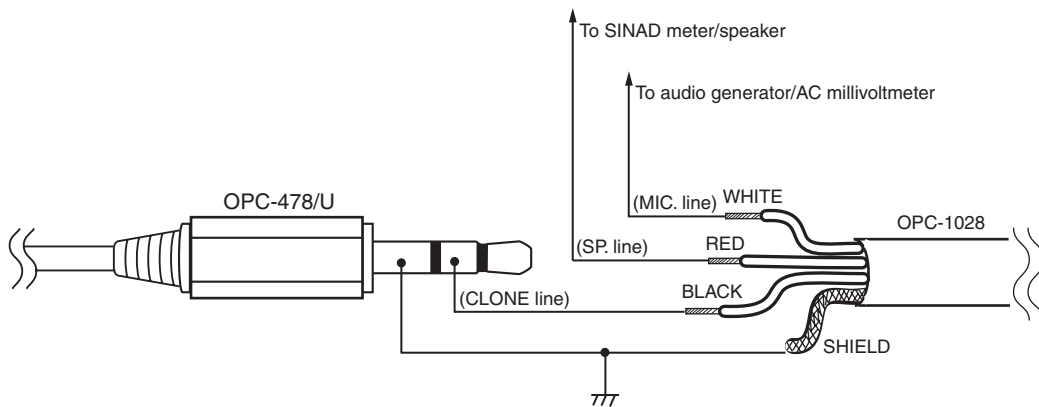 To SINAD meter/speaker
To audio generator/AC millivoltmeter
OPC-478/U
(MIC. line)
WHITE
OPC-1028
(SP. line)
RED
(CLONE line)
BLACK
SHIELD